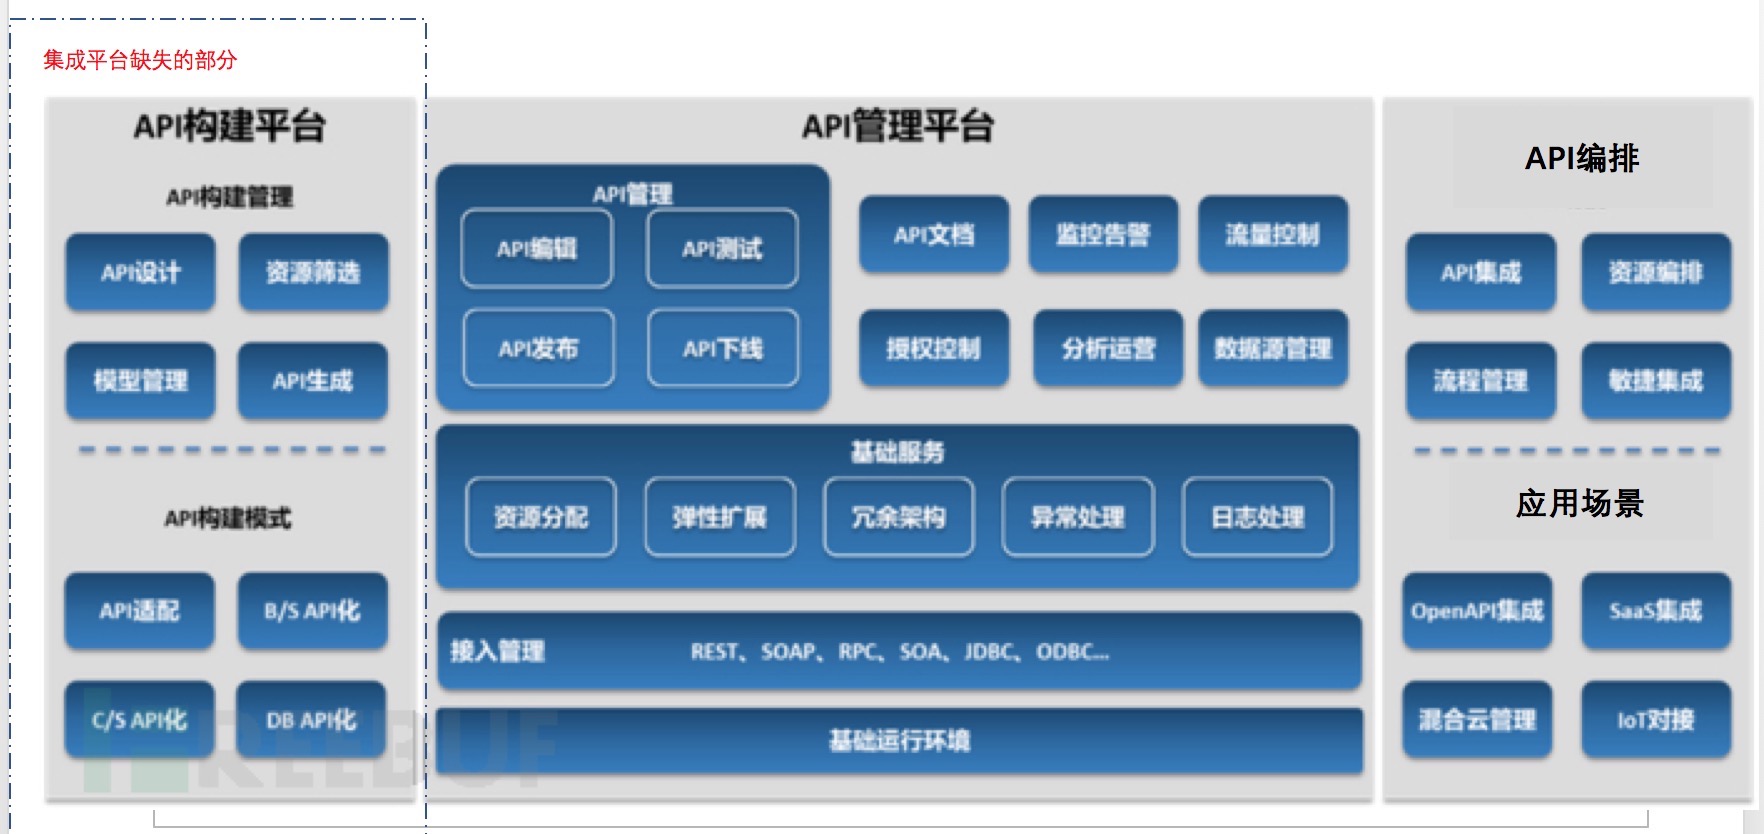 集成平台缺失的部分
API构建平台
API构建管理
API设计
资源筛选
模型管理
API生成
API构建模式
API适配
B/S API化
C/S API化
DB API化
API管理平台
API管理
API编辑
API测试
API发布
API下线
API文档
监控告警
流量控制
授权控制
分析运营
数据源管理
基础服务
资源分配
弹性扩展
冗余架构
异常处理
日志处理
接入管理
REST、SOAP、RPC、SOA、JDBC、ODBC...
基础运行环境
API编排
API集成
资源编排
流程管理
敏捷集成
应用场景
OpenAPI集成
SaaS集成
混合云管理
IoT对接
FREEBUF